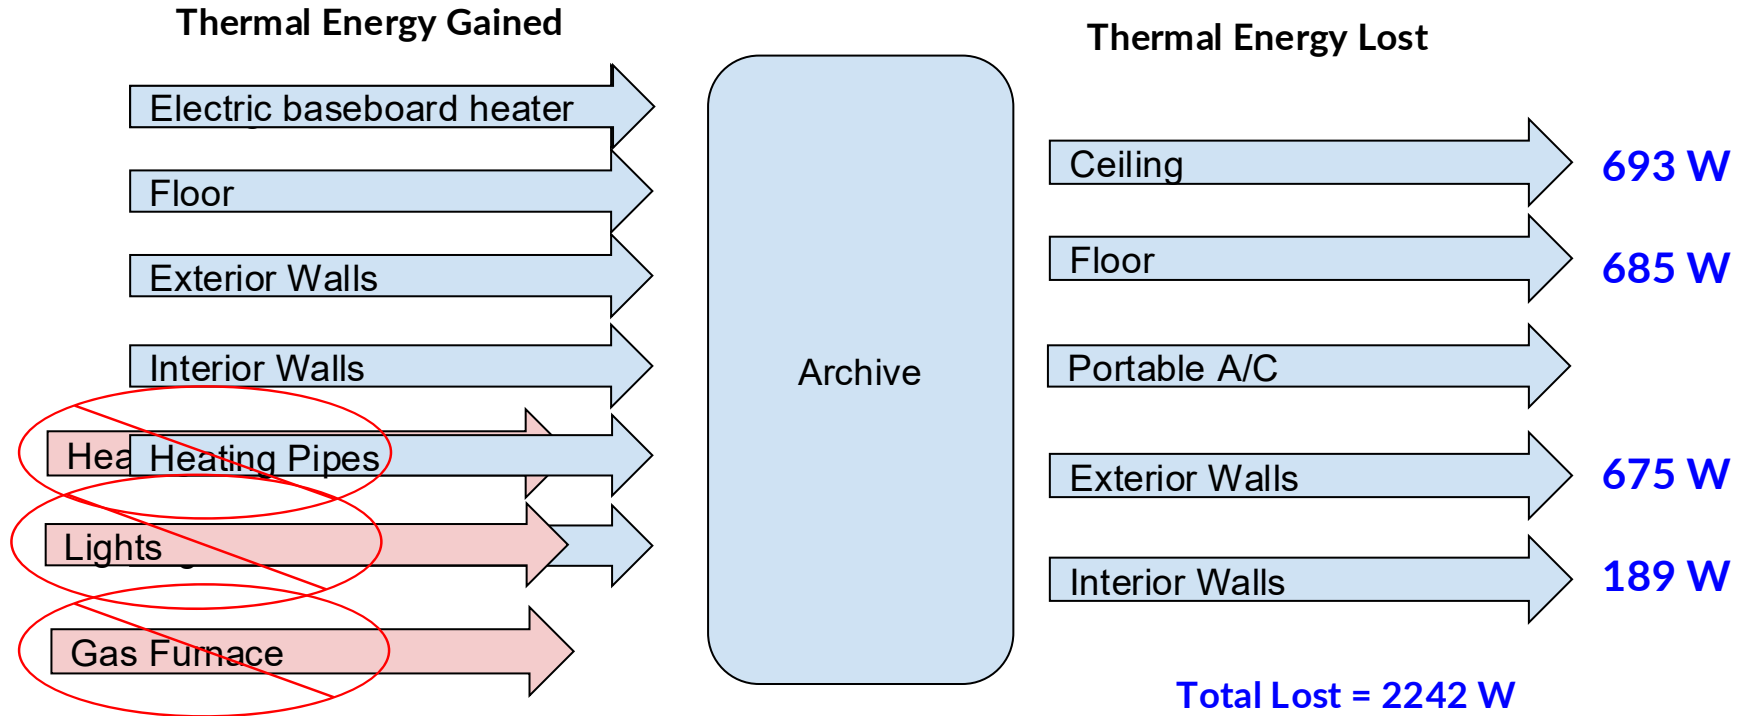 Thermal Energy Gained
Electric baseboard heater
Floor
Exterior Walls
Interior Walls
Hea
Heating Pipes
Lights
Gas Furnace
Archive
Thermal Energy Lost
Ceiling
693 W
Floor
685 W
Portable A/C
Exterior Walls
675 W
Interior Walls
189 W
Total Lost = 2242 W